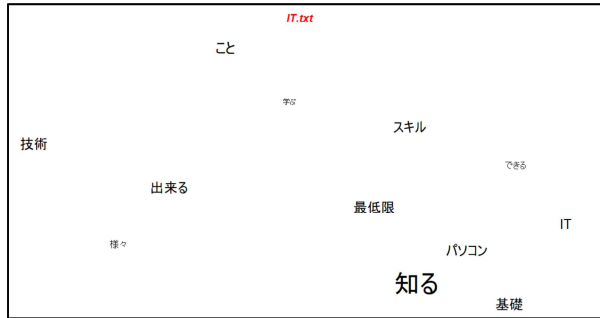 IT.txt
こと
学ぶ
スキル
技術
できる
出来る
最低限
IT
様々
パソコン
知る
基礎